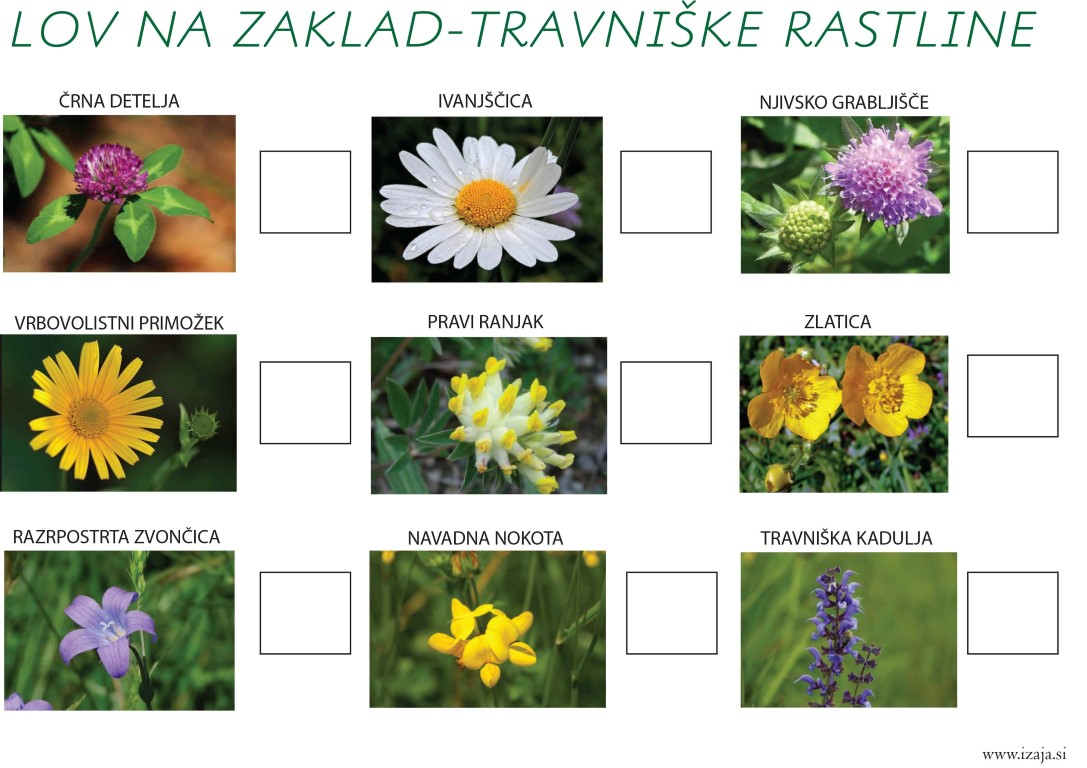 LOV NA ZAKLAD-TRAVNIŠKE RASTLINE
ČRNA DETELJA
IVANJŠČICA
NJIVSKO GRABLJIŠČE
VRBOVOLISTNI PRIMOŽEK
PRAVI RANJAK
ZLATICA
RAZRPOSTRTA ZVONČICA
NAVADNA NOKOTA
TRAVNIŠKA KADULJA
www.izaja.si